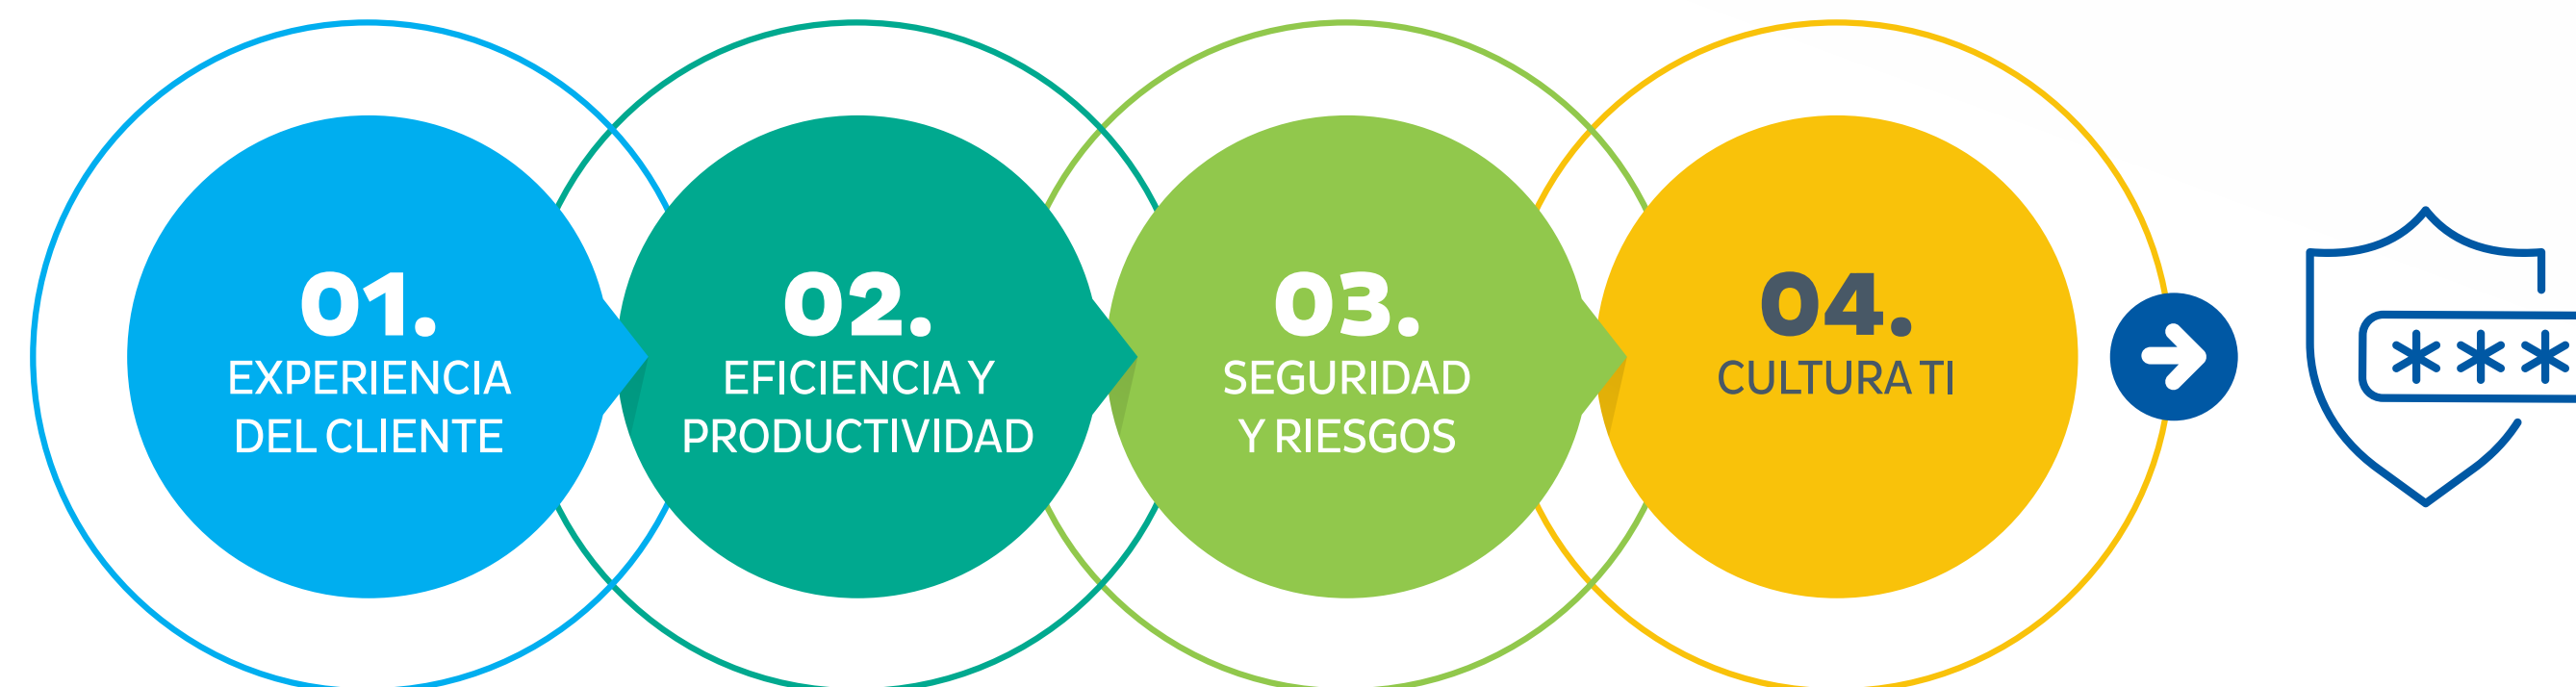 01.
EXPERIENCIA
DEL CLIENTE
02.
EFICIENCIA Y
PRODUCTIVIDAD
03.
SEGURIDAD
Y RIESGOS
04.
CULTURA TI
***